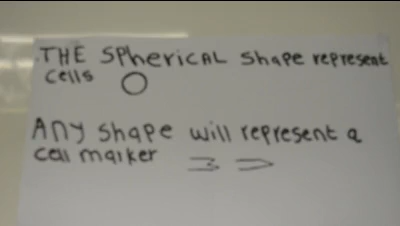 THE SPhericAL Shape represent
cells
Any shape will represent a
cell marker